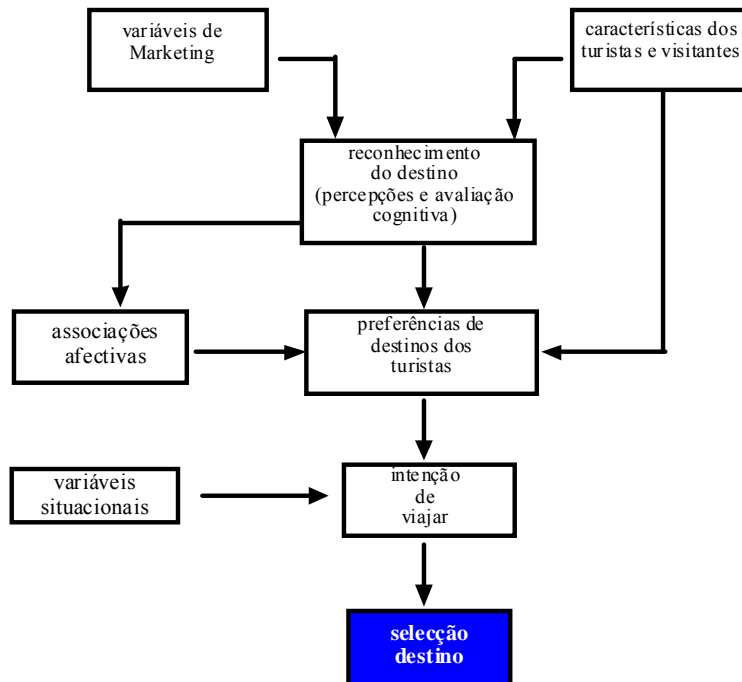 variáveis de
Marketing
características dos
turistas e visitantes
reconhecimento
do destino
(percepções e avaliação
cognitiva)
associações
afectivas
preferências de
destinos dos
turistas
variáveis
situacionais
intenção
de
viajar
selecção
destino